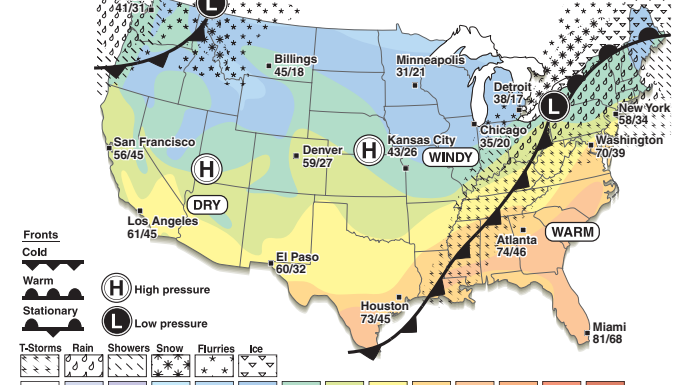 41/31
L
Billings
45/18
Minneapolis
31/21
Detroit
38/17
L
New York
58/34
San Francisco
56/45
H
Denver
59/27
H
Kansas City
43/26
WINDY
Chicago
35/20
Washington
70/39
DRY
Los Angeles
61/45
El Paso
60/32
Atlanta
74/46
WARM
Houston
73/45
Miami
81/68
Fronts
Cold
Warm
Stationary
H High pressure
L Low pressure
T-Storms Rain Showers Snow Flurries Ice